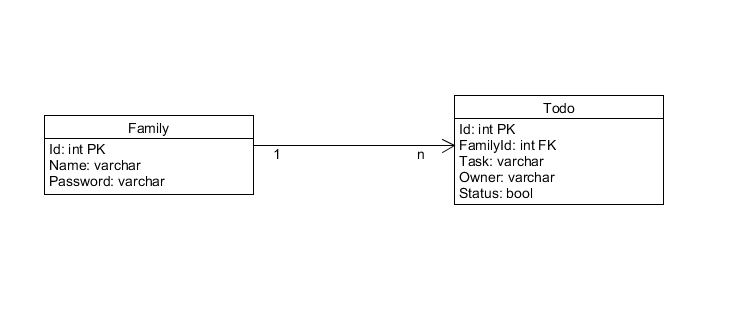 Family
Id: int PK
Name: varchar
Password: varchar
1
n
Todo
Id: int PK
FamilyId: int FK
Task: varchar
Owner: varchar
Status: bool